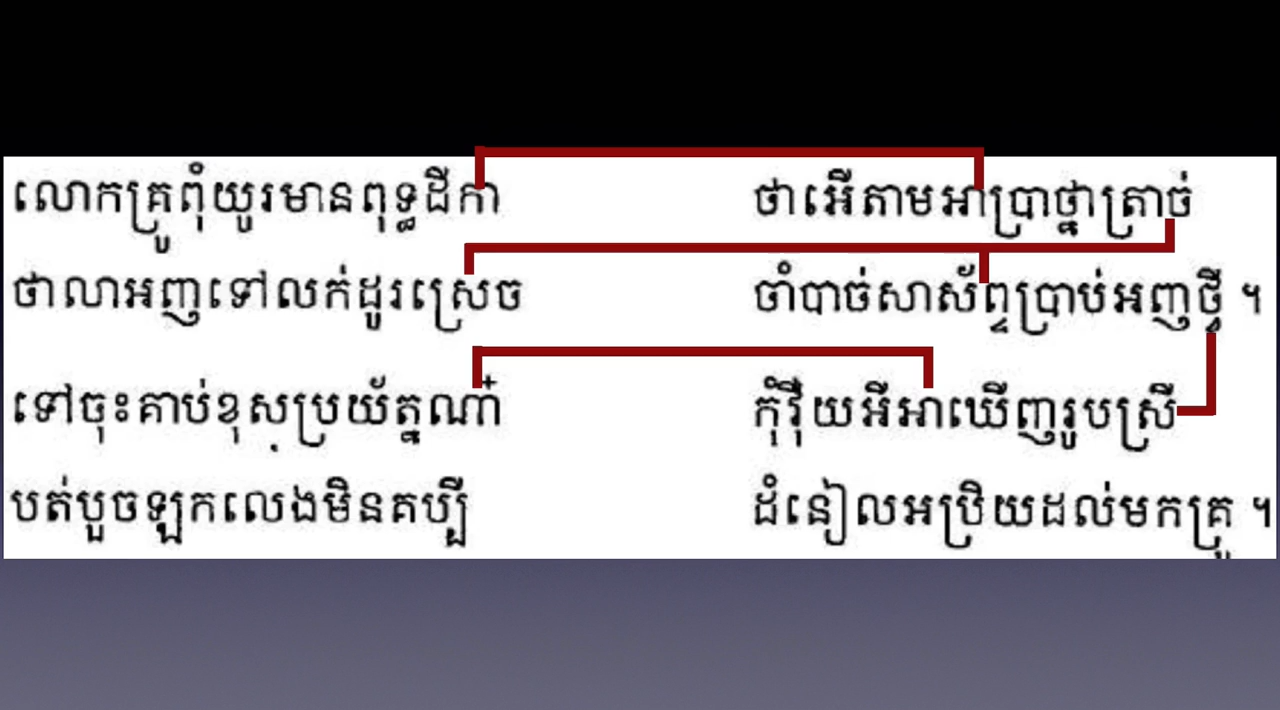 លោកគ្រូពុំយូរមានពុទ្ធដីកា ថាអើតាមអាប្រាថ្នាត្រាច់
ថាលាអញទៅលក់ដូរស្រេច ចាំបាច់សាស័ព្ទប្រាប់អញថ្វី ។
ទៅចុះគាប់ខុសប្រយ័ត្នណា៎ កុំវ៉ឺយអីអាឃើញរូបស្រី
បត់បួចឡកលេងមិនគប្បី ដំនៀលអប្រិយដល់មកគ្រូ ។